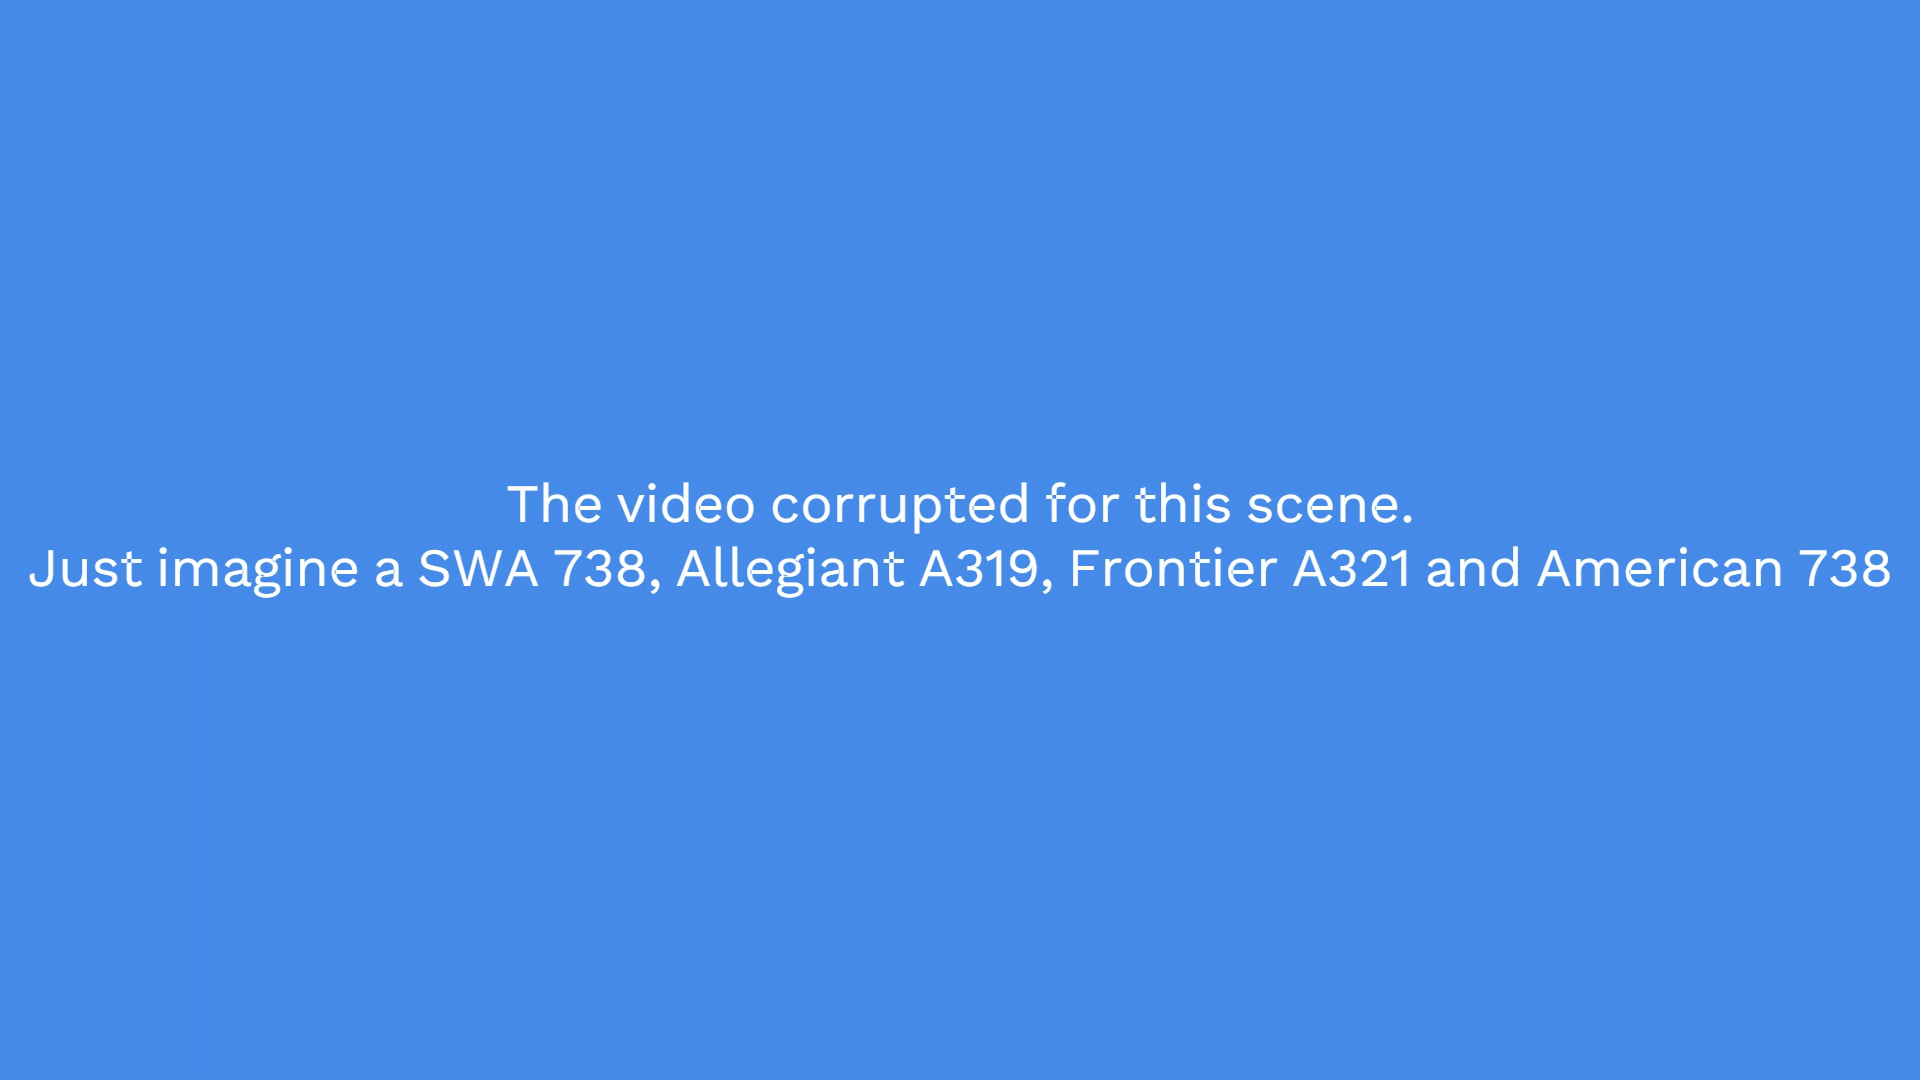 The video corrupted for this scene.
Just imagine a SWA 738, Allegiant A319, Frontier A321 and American 738